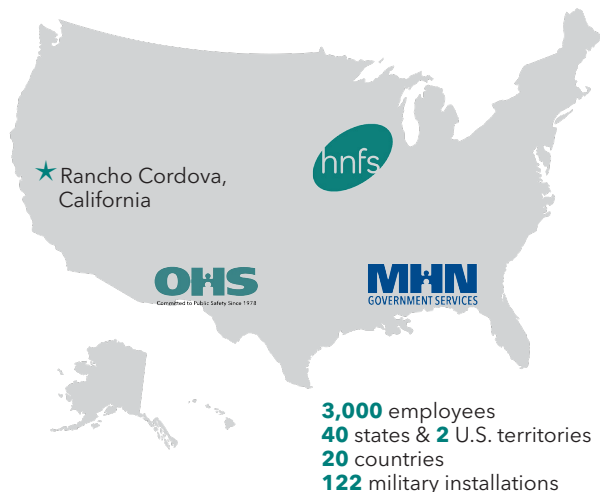 hnfs
Rancho Cordova,
California
OHS
Committed to Public Safety Since 1978
MHN
GOVERNMENT SERVICES
3,000 employees
40 states & 2 U.S. territories
20 countries
122 military installations